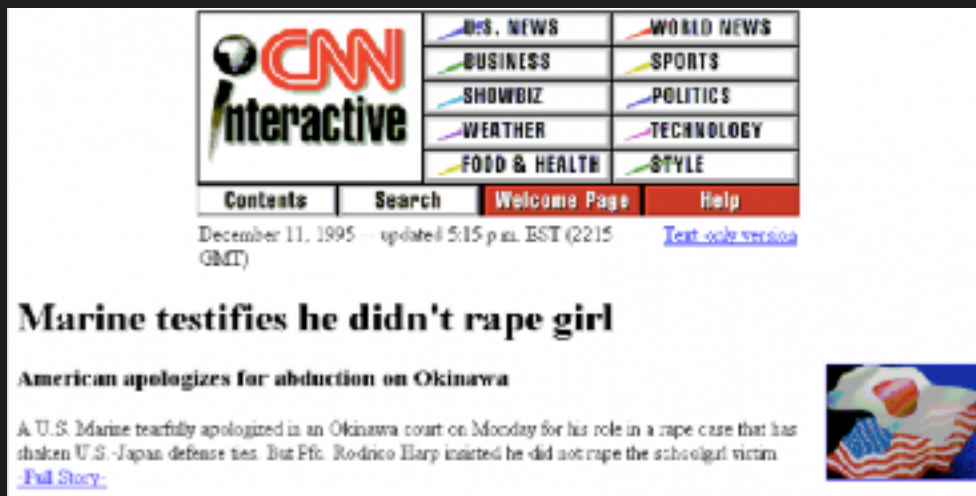 CNN
interactive
U.S. NEWS WORLD NEWS
BUSINESS SPORTS
SHOWBIZ POLITICS
WEATHER TECHNOLOGY
FOOD & HEALTH STYLE
Contents Search Welcome Page Help
December 11, 1995 -- updated 5:15 p.m. EST (2215 Text-only version
GMT)
Marine testifies he didn't rape girl
American apologizes for abduction on Okinawa
A U.S. Marine tearfully apologized in an Okinawa court on Monday for his role in a rape case that has
shaken U.S.-Japan defense ties. But Pfc. Rodrico Harp insisted he did not rape the schoolgirl victim.
-Full Story-